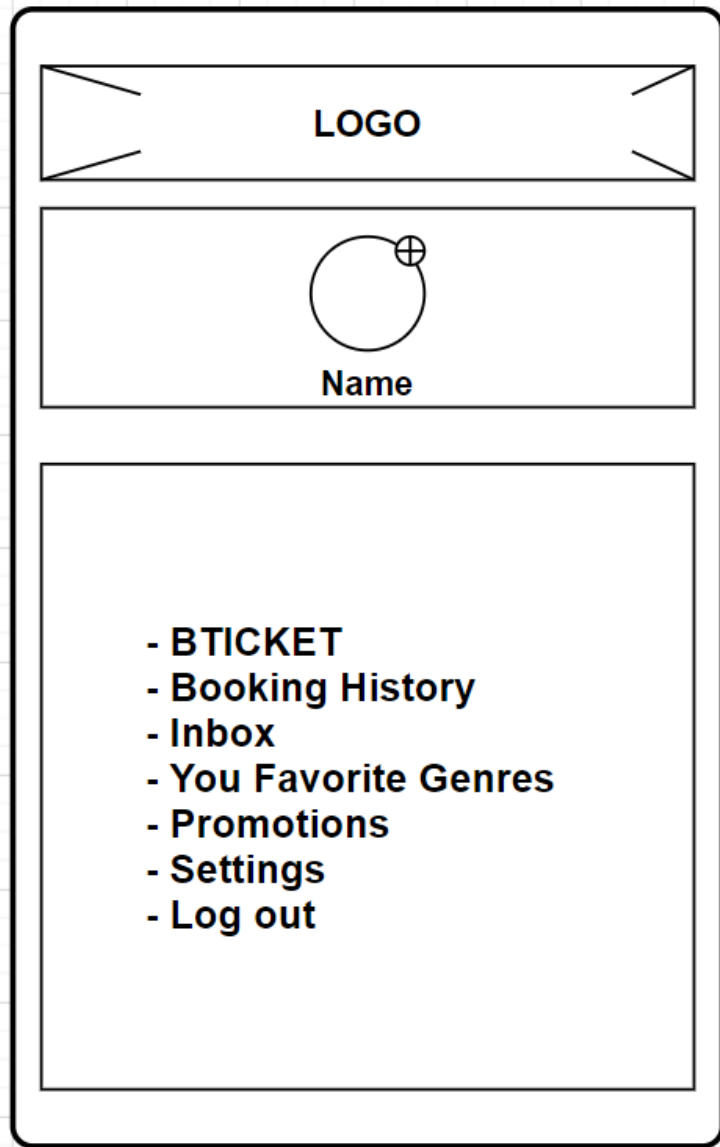 LOGO
Name
- BTICKET
- Booking History
- Inbox
- You Favorite Genres
- Promotions
- Settings
- Log out